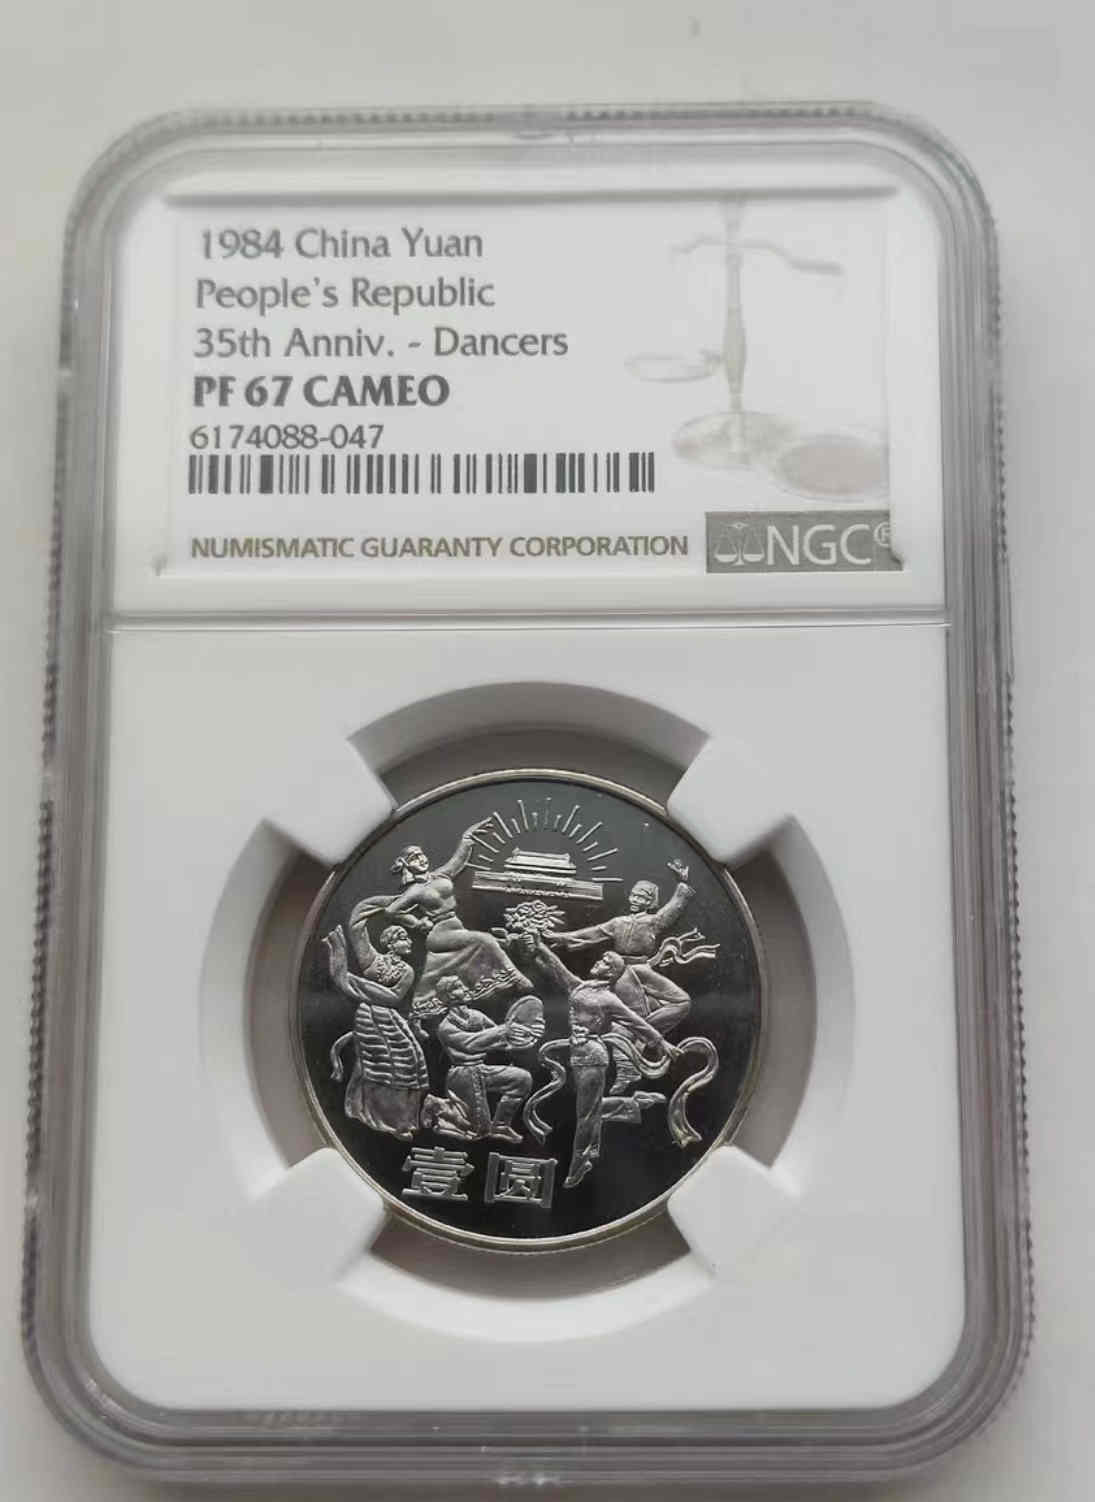 1984 China Yuan
People's Republic
35th Anniv. - Dancers
PF 67 CAMEO
6174088-047
NUMISMATIC GUARANTY CORPORATION NGC®
壹圆